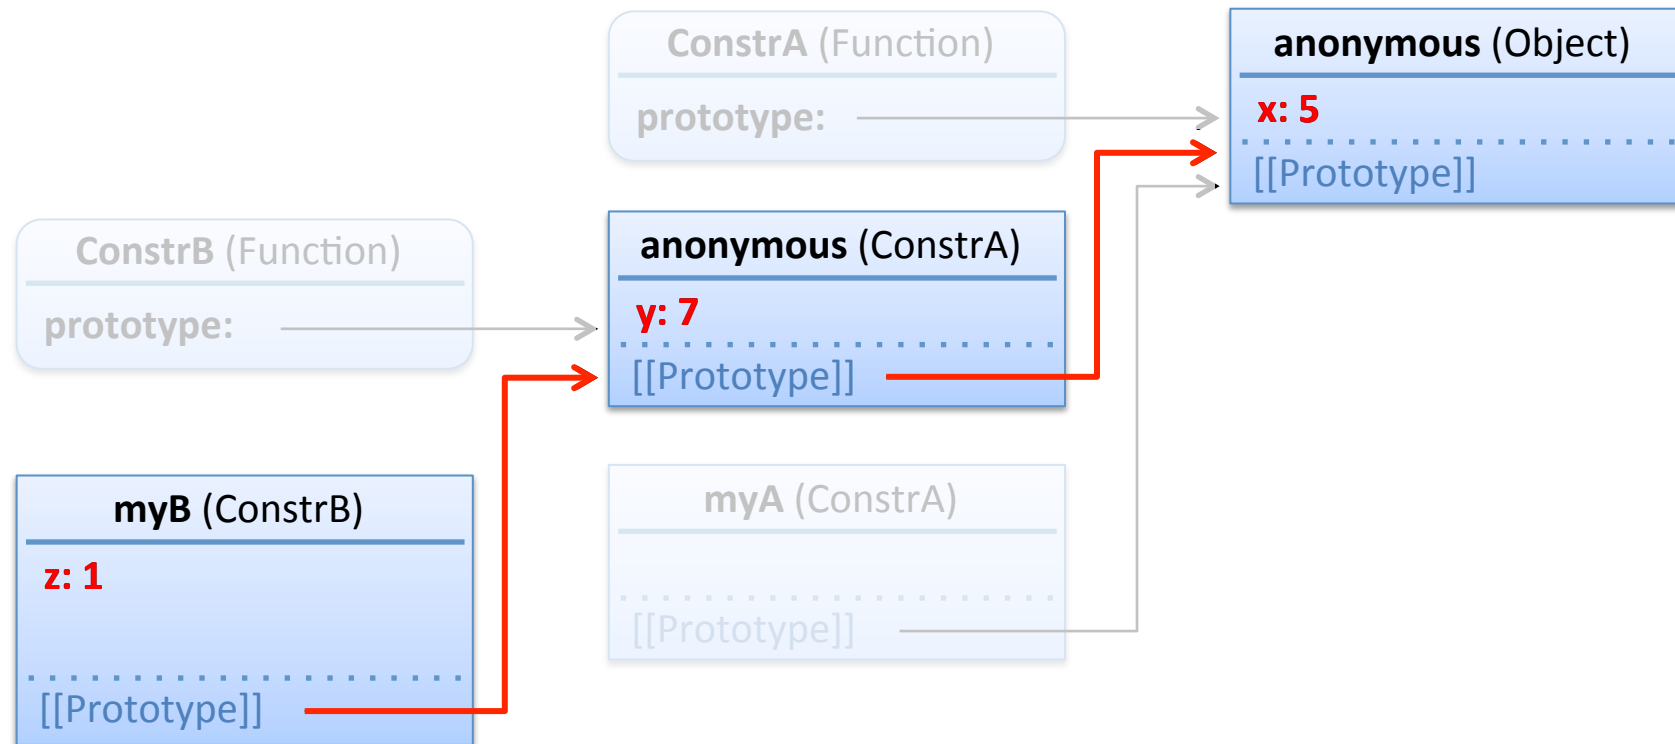 ConstrA (Function)
prototype:
anonymous (Object)
x: 5
[[Prototype]]
ConstrB (Function)
prototype:
anonymous (ConstrA)
y: 7
[[Prototype]]
myB (ConstrB)
z: 1
[[Prototype]]
myA (ConstrA)
[[Prototype]]